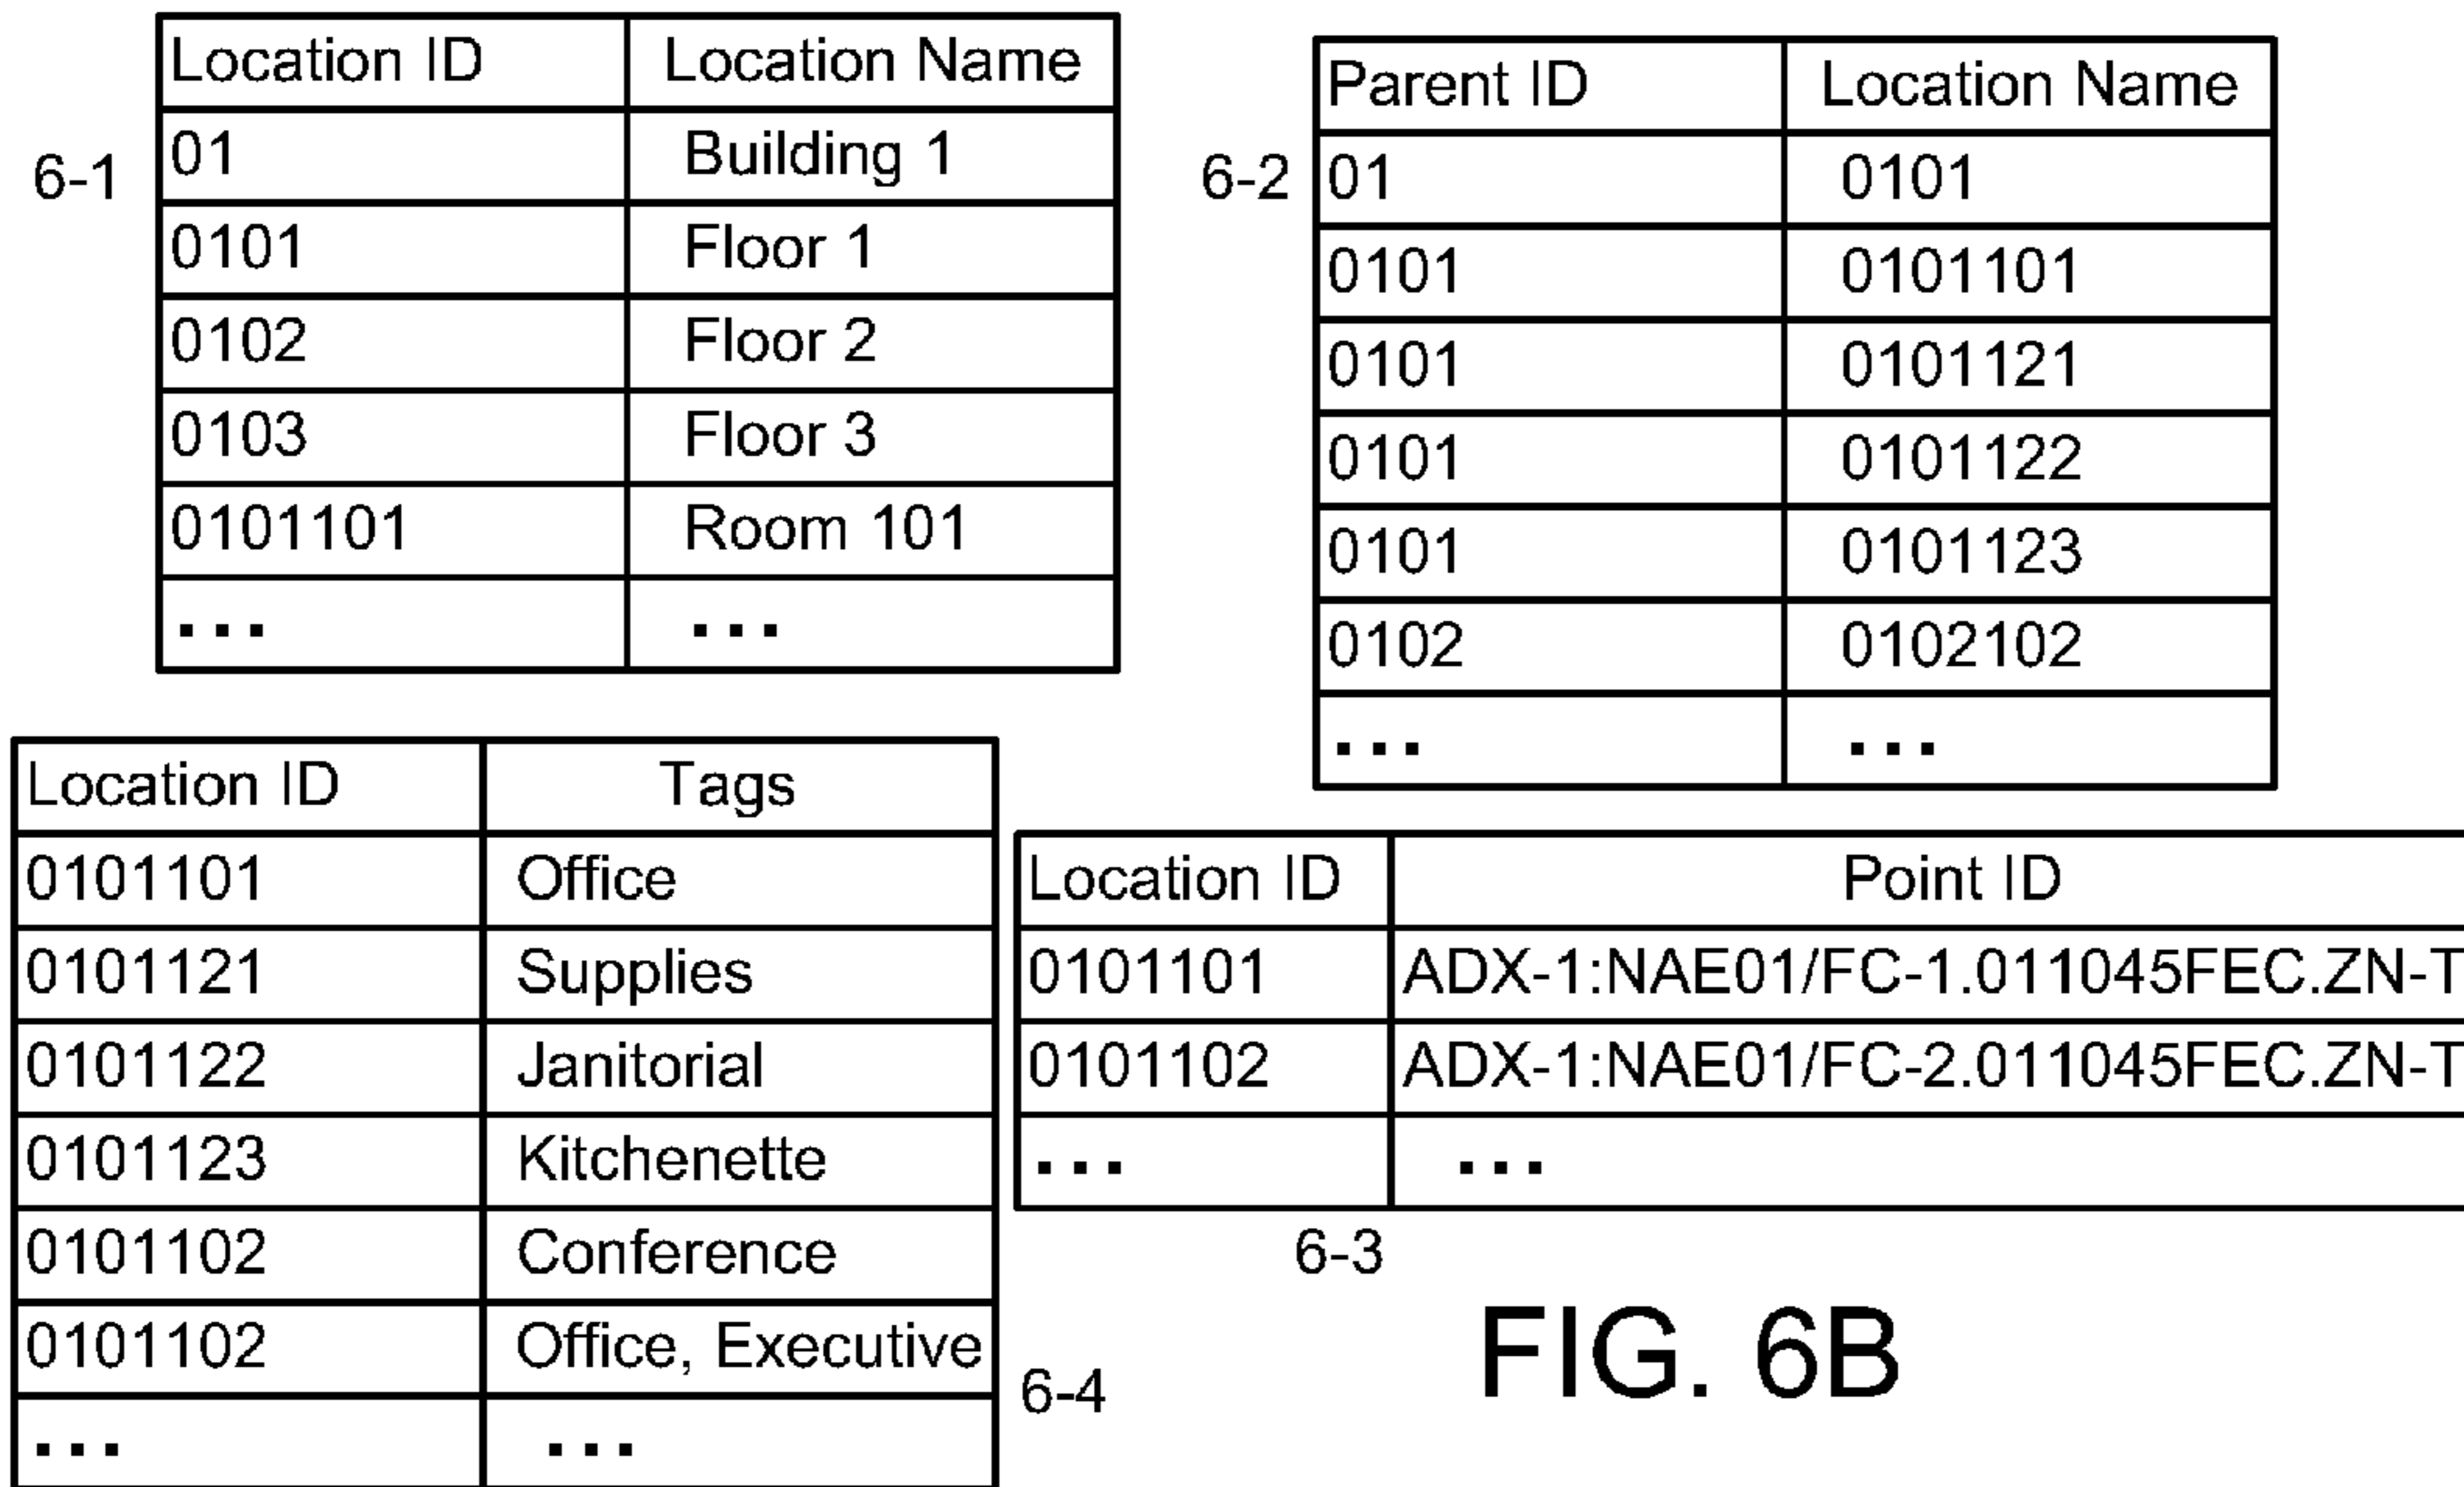 Location ID Location Name
01 Building 1
0101 Floor 1
0102 Floor 2
0103 Floor 3
0101101 Room 101
... ...
6-1
Parent ID Location Name
01 0101
0101 0101101
0101 0101121
0101 0101122
0101 0101123
0102 0102102
... ...
6-2
Location ID Tags
0101101 Office
0101121 Supplies
0101122 Janitorial
0101123 Kitchenette
0101102 Conference
0101102 Office, Executive
... ...
6-4
Location ID Point ID
0101101 ADX-1:NAE01/FC-1.011045FEC.ZN-T
0101102 ADX-1:NAE01/FC-2.011045FEC.ZN-T
... ...
6-3
FIG. 6B